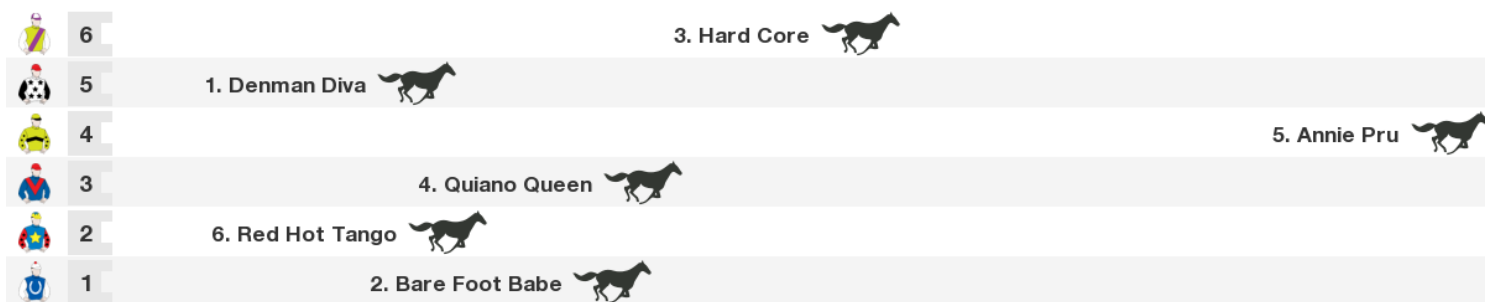 6 3. Hard Core
5 1. Denman Diva
4 5. Annie Pru
3 4. Quiano Queen
2 6. Red Hot Tango
1 2. Bare Foot Babe